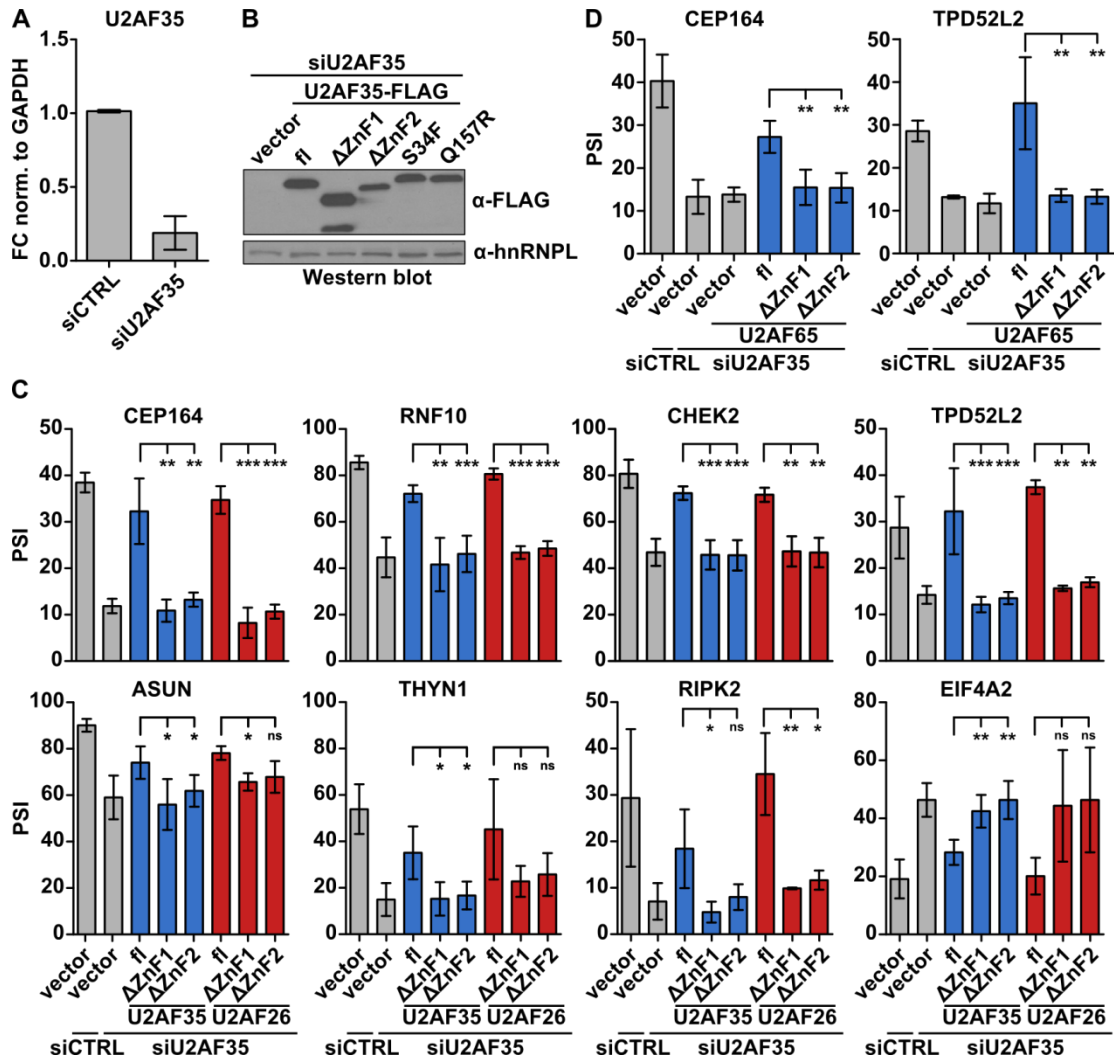 A
U2AF35
FC norm. to GAPDH
1.5
1.0
0.5
0.0
siCTRL
siU2AF35
B
siU2AF35
U2AF35-FLAG
vector
fl
ΔZnF1
ΔZnF2
S34F
Q157R
α-FLAG
α-hnRNPL
Western blot
D
CEP164
PSI
50
40
30
20
10
0
** **
vector
vector
vector
fl
ΔZnF1
ΔZnF2
U2AF65
siCTRL siU2AF35
TPD52L2
50
40
30
20
10
0
** **
vector
vector
vector
fl
ΔZnF1
ΔZnF2
U2AF65
siCTRL siU2AF35
C
CEP164
PSI
50
40
30
20
10
0
** ** *** ***
RNF10
100
80
60
40
20
0
** *** *** ***
CHEK2
100
80
60
40
20
0
*** *** ** **
TPD52L2
50
40
30
20
10
0
*** *** ** **
ASUN
PSI
100
80
60
40
20
0
* * * ns
vector
vector
fl
ΔZnF1
ΔZnF2
fl
ΔZnF1
ΔZnF2
U2AF35 U2AF26
siCTRL siU2AF35
THYN1
100
80
60
40
20
0
* * ns ns
vector
vector
fl
ΔZnF1
ΔZnF2
fl
ΔZnF1
ΔZnF2
U2AF35 U2AF26
siCTRL siU2AF35
RIPK2
50
40
30
20
10
0
* ns ** *
vector
vector
fl
ΔZnF1
ΔZnF2
fl
ΔZnF1
ΔZnF2
U2AF35 U2AF26
siCTRL siU2AF35
EIF4A2
80
60
40
20
0
** ** ns ns
vector
vector
fl
ΔZnF1
ΔZnF2
fl
ΔZnF1
ΔZnF2
U2AF35 U2AF26
siCTRL siU2AF35